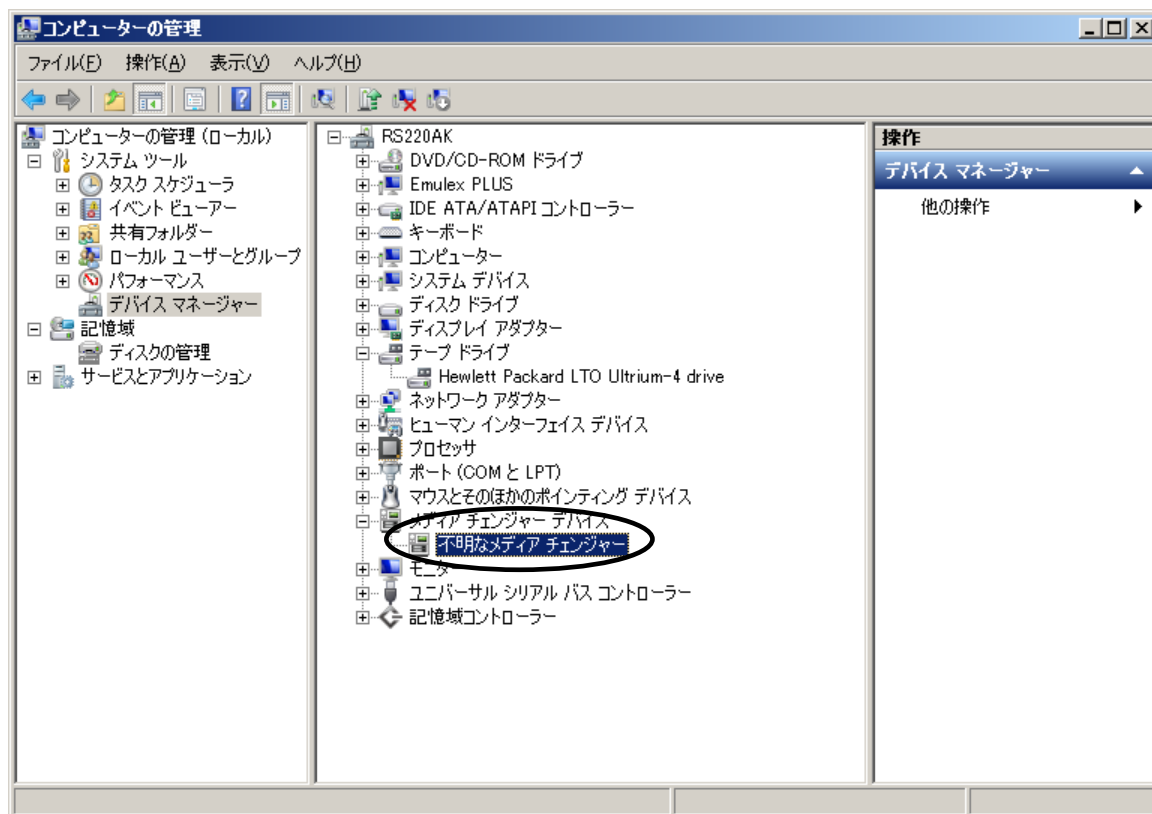 コンピューターの管理
ファイル(F) 操作(A) 表示(V) ヘルプ(H)
コンピューターの管理 (ローカル)
システム ツール
タスク スケジューラ
イベント ビューアー
共有フォルダー
ローカル ユーザーとグループ
パフォーマンス
デバイス マネージャー
記憶域
ディスクの管理
サービスとアプリケーション
RS220AK
DVD/CD-ROM ドライブ
Emulex PLUS
IDE ATA/ATAPI コントローラー
キーボード
コンピューター
システム デバイス
ディスク ドライブ
ディスプレイ アダプター
テープ ドライブ
Hewlett Packard LTO Ultrium-4 drive
ネットワーク アダプター
ヒューマン インターフェイス デバイス
プロセッサ
ポート (COM と LPT)
マウスとそのほかのポインティング デバイス
メディア チェンジャー デバイス
不明なメディア チェンジャー
モニター
ユニバーサル シリアル バス コントローラー
記憶域コントローラー
操作
デバイス マネージャー
他の操作